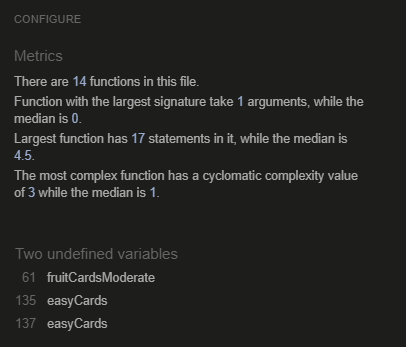 CONFIGURE
Metrics
There are 14 functions in this file.
Function with the largest signature take 1 arguments, while the
median is 0.
Largest function has 17 statements in it, while the median is
4.5.
The most complex function has a cyclomatic complexity value
of 3 while the median is 1.
Two undefined variables
61 fruitCardsModerate
135 easyCards
137 easyCards